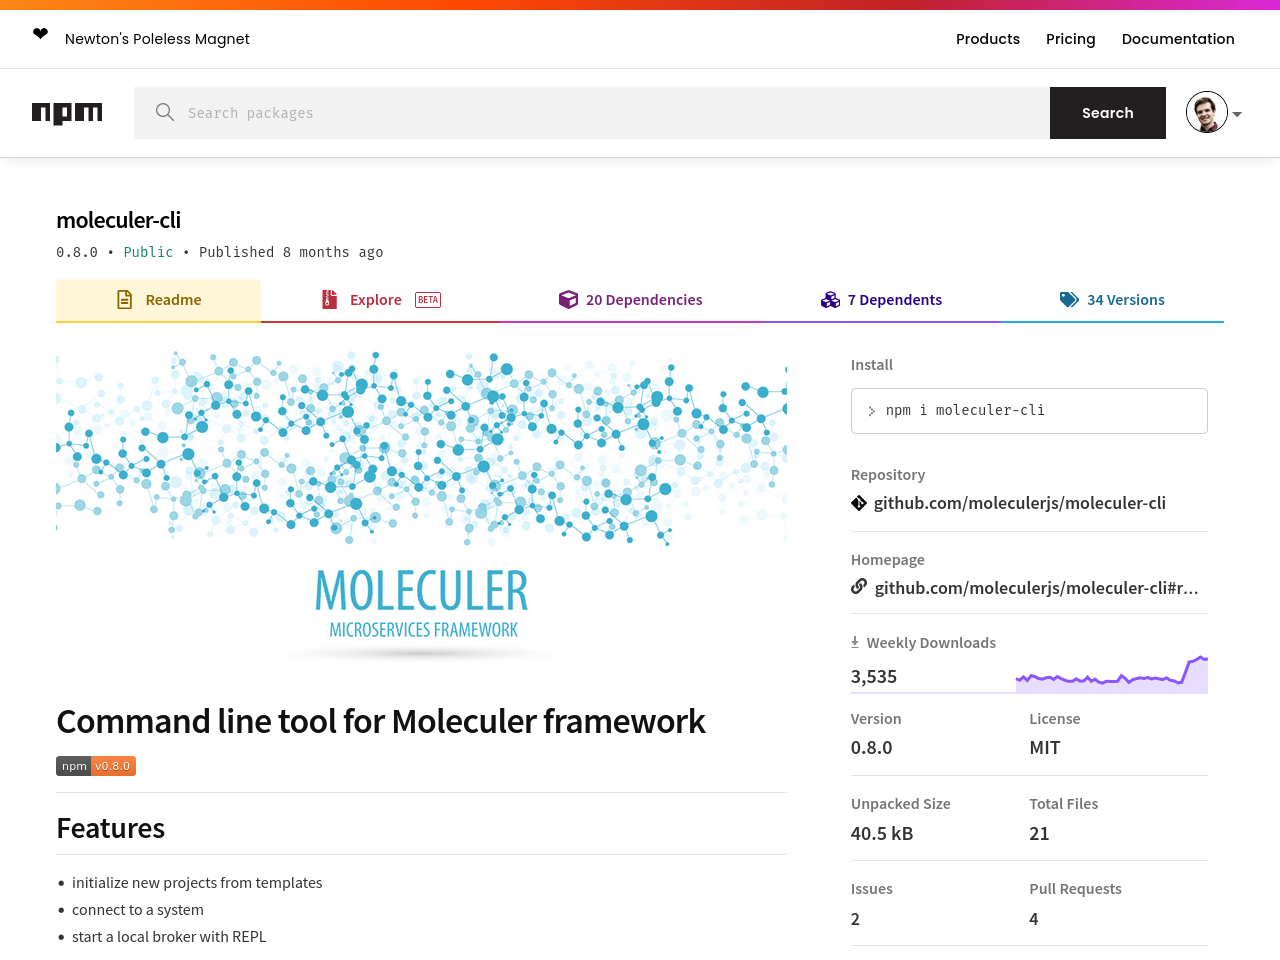 ❤ Newton's Poleless Magnet
Products Pricing Documentation
npm
Search packages
Search
moleculer-cli
0.8.0 • Public • Published 8 months ago
Readme
Explore BETA
20 Dependencies
7 Dependents
34 Versions
MOLECULER
MICROSERVICES FRAMEWORK
Command line tool for Moleculer framework
npm v0.8.0
Features
• initialize new projects from templates
• connect to a system
• start a local broker with REPL
Install
npm i moleculer-cli
Repository
github.com/moleculerjs/moleculer-cli
Homepage
github.com/moleculerjs/moleculer-cli#r...
Weekly Downloads
3,535
Version License
0.8.0 MIT
Unpacked Size Total Files
40.5 kB 21
Issues Pull Requests
2 4